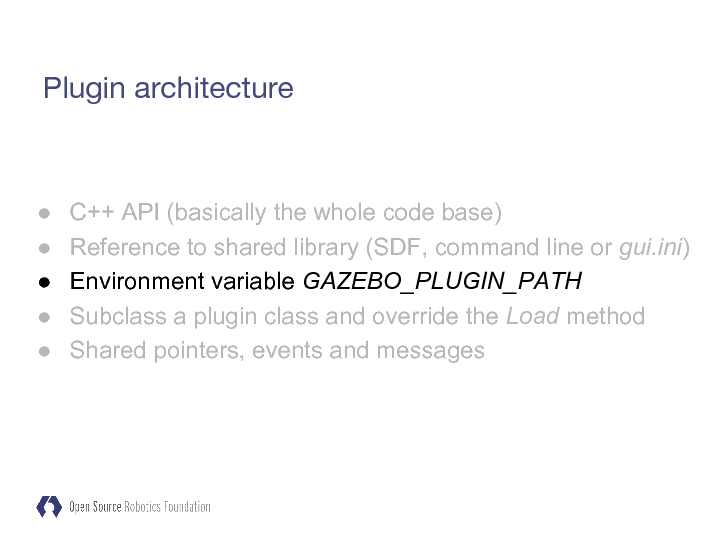 Plugin architecture
● C++ API (basically the whole code base)
● Reference to shared library (SDF, command line or gui.ini)
● Environment variable GAZEBO_PLUGIN_PATH
● Subclass a plugin class and override the Load method
● Shared pointers, events and messages
Open Source Robotics Foundation